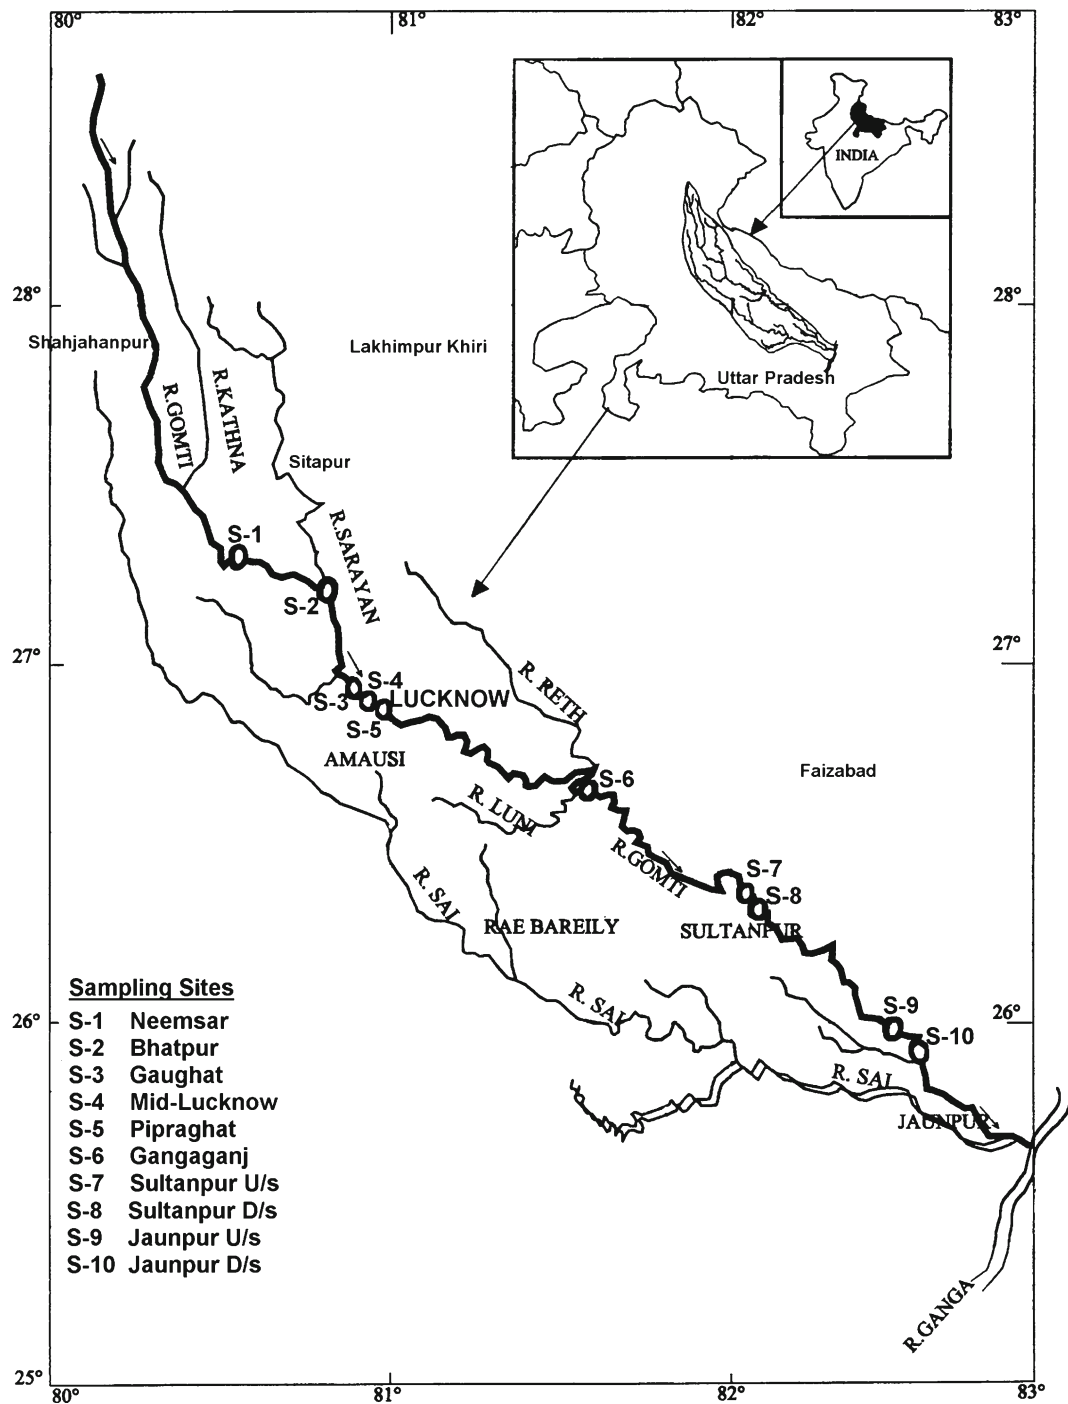 80°
81°
82°
83°
INDIA
28°
28°
Shahjahanpur
Lakhimpur Khiri
Uttar Pradesh
R.GOMTI
R.KATHNA
Sitapur
S-1
R.SARAYAN
S-2
27°
27°
S-4
S-3
LUCKNOW
R. RETH
S-5
AMAUSI
Faizabad
S-6
R. LUNI
R.GOMTI
S-7
R. SAI
S-8
RAE BAREILY
SULTANPUR
Sampling Sites
R. SAI
S-9
26°
26°
S-10
S-1 Neemsar
S-2 Bhatpur
S-3 Gaughat
S-4 Mid-Lucknow
S-5 Pipraghat
S-6 Gangaganj
S-7 Sultanpur U/s
S-8 Sultanpur D/s
S-9 Jaunpur U/s
S-10 Jaunpur D/s
R. SAI
JAUNPUR
R.GANGA
25°
80°
81°
82°
83°